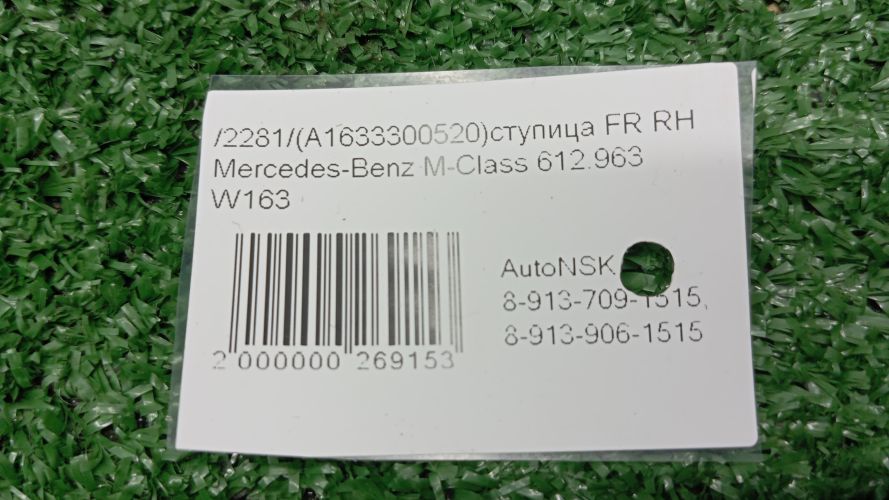 /2281/(A1633300520)ступица FR RH
Mercedes-Benz M-Class 612.963
W163
AutoNSK
8-913-709-1515,
8-913-906-1515
2 000000 269153